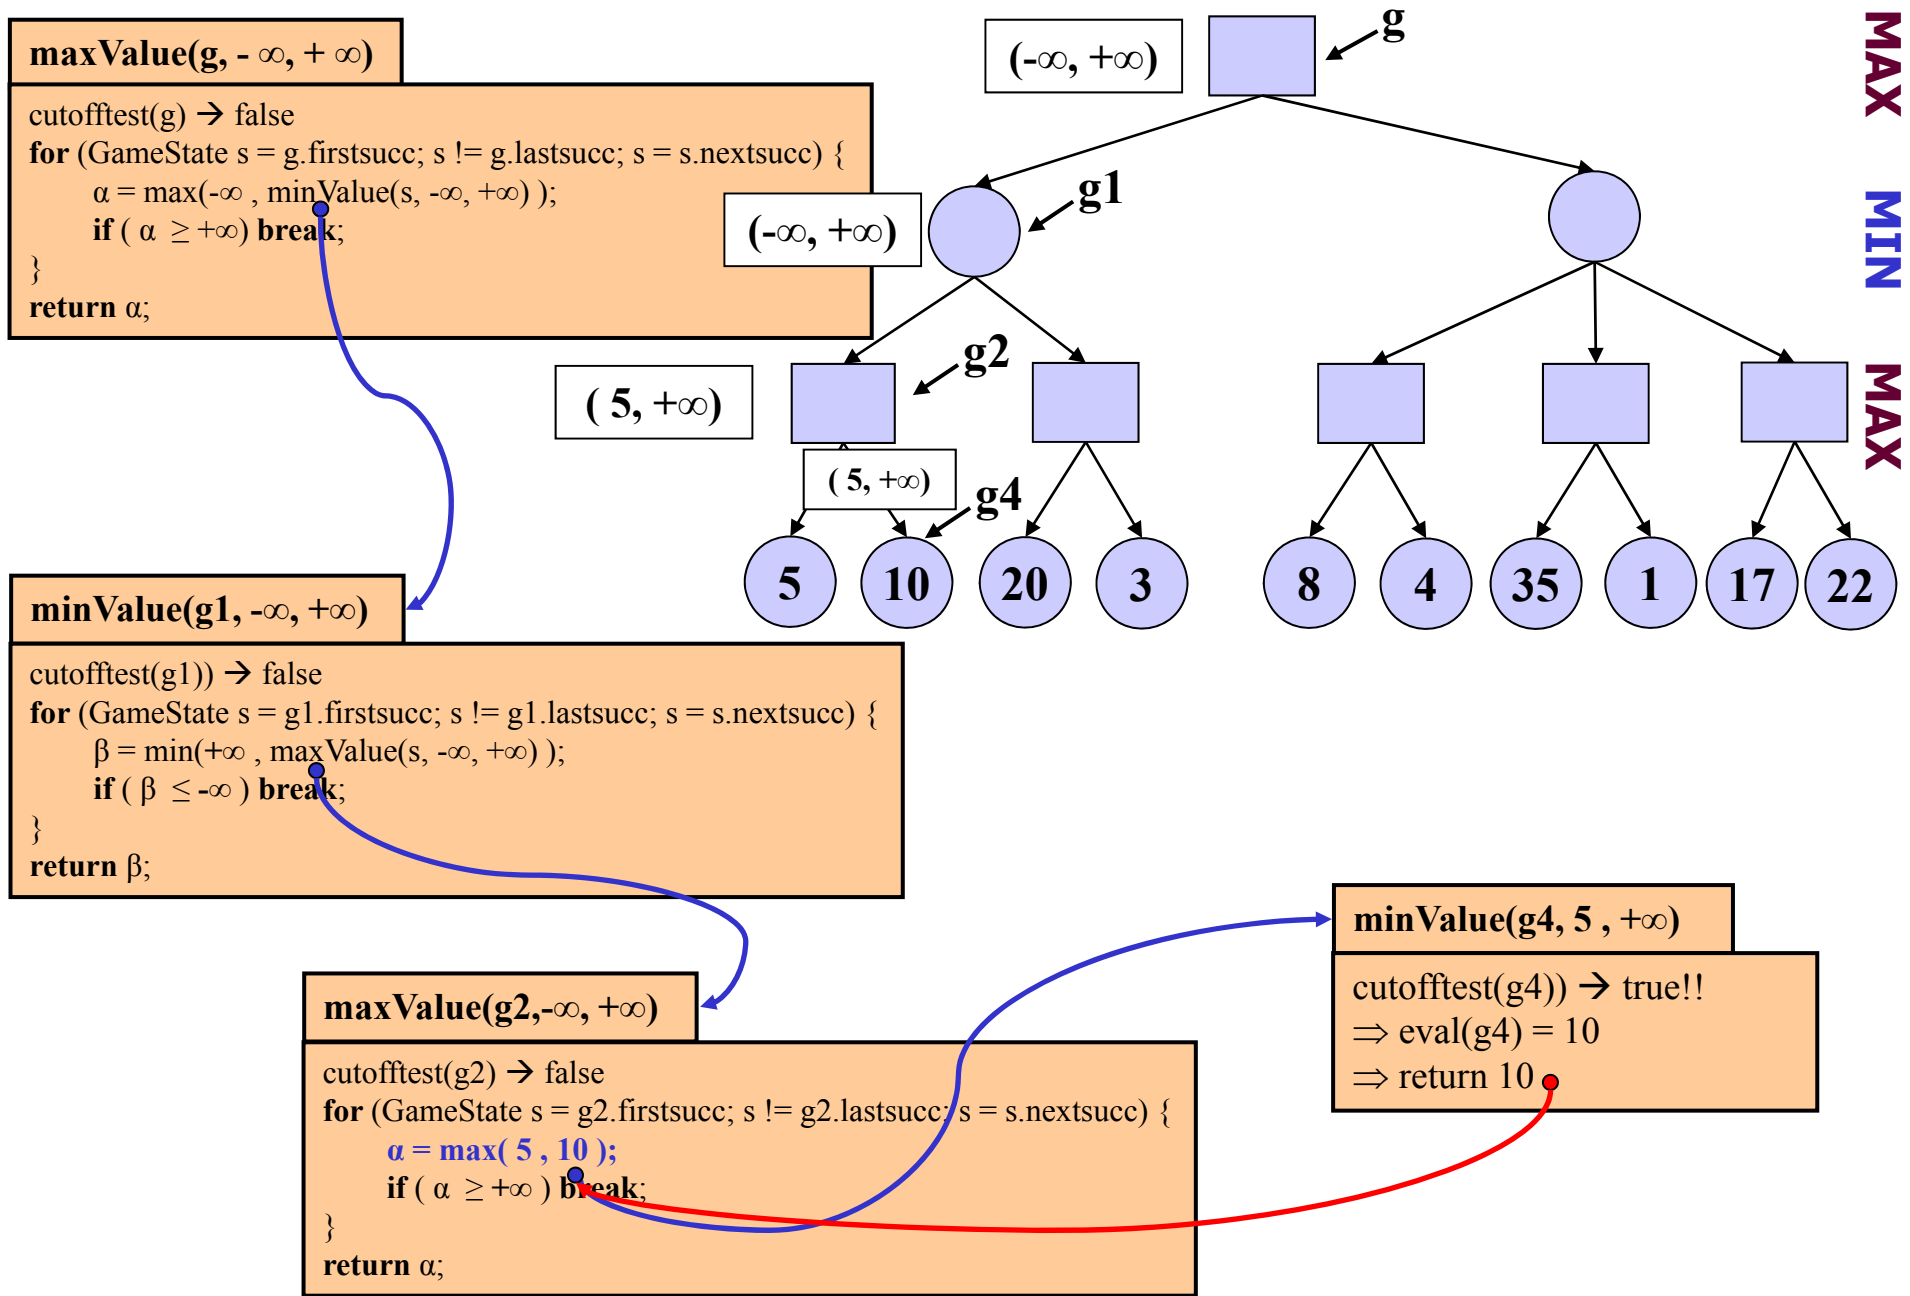 maxValue(g, - ∞, + ∞)
cutofftest(g) → false
for (GameState s = g.firstsucc; s != g.lastsucc; s = s.nextsucc) {
α = max(-∞ , minValue(s, -∞, +∞) );
if ( α ≥ +∞) break;
}
return α;
(-∞, +∞)
g
MAX
(-∞, +∞)
g1
MIN
( 5, +∞)
g2
MAX
( 5, +∞)
g4
5
10
20
3
8
4
35
1
17
22
minValue(g1, -∞, +∞)
cutofftest(g1)) → false
for (GameState s = g1.firstsucc; s != g1.lastsucc; s = s.nextsucc) {
β = min(+∞ , maxValue(s, -∞, +∞) );
if ( β ≤ -∞ ) break;
}
return β;
maxValue(g2,-∞, +∞)
cutofftest(g2) → false
for (GameState s = g2.firstsucc; s != g2.lastsucc; s = s.nextsucc) {
α = max( 5 , 10 );
if ( α ≥ +∞ ) break;
}
return α;
minValue(g4, 5 , +∞)
cutofftest(g4)) → true!!
⇒ eval(g4) = 10
⇒ return 10